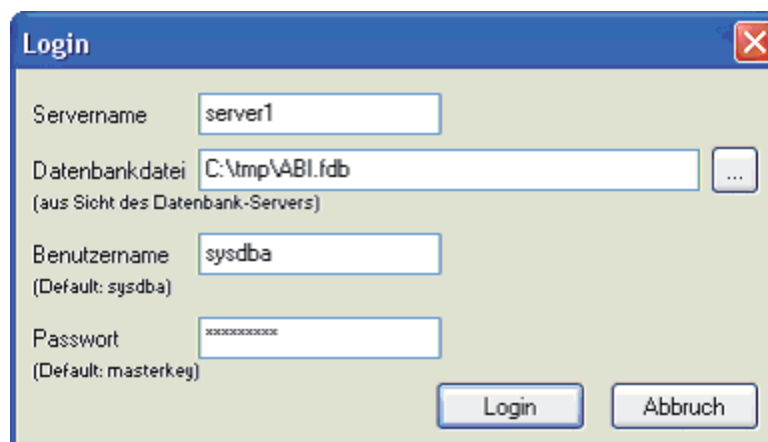 Login
Servername server1
Datenbankdatei C:\tmp\ABI.fdb ...
(aus Sicht des Datenbank-Servers)
Benutzername sysdba
(Default: sysdba)
Passwort *********
(Default: masterkey)
Login Abbruch